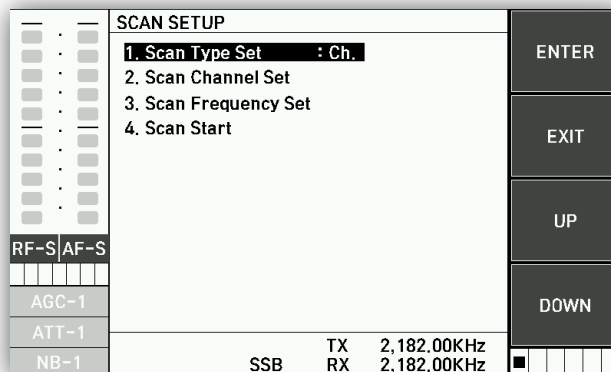 SCAN SETUP
1. Scan Type Set : Ch.
2. Scan Channel Set
3. Scan Frequency Set
4. Scan Start
ENTER
EXIT
UP
DOWN
RF-S AF-S
AGC-1
ATT-1
NB-1
TX 2,182.00KHz
SSB RX 2,182.00KHz